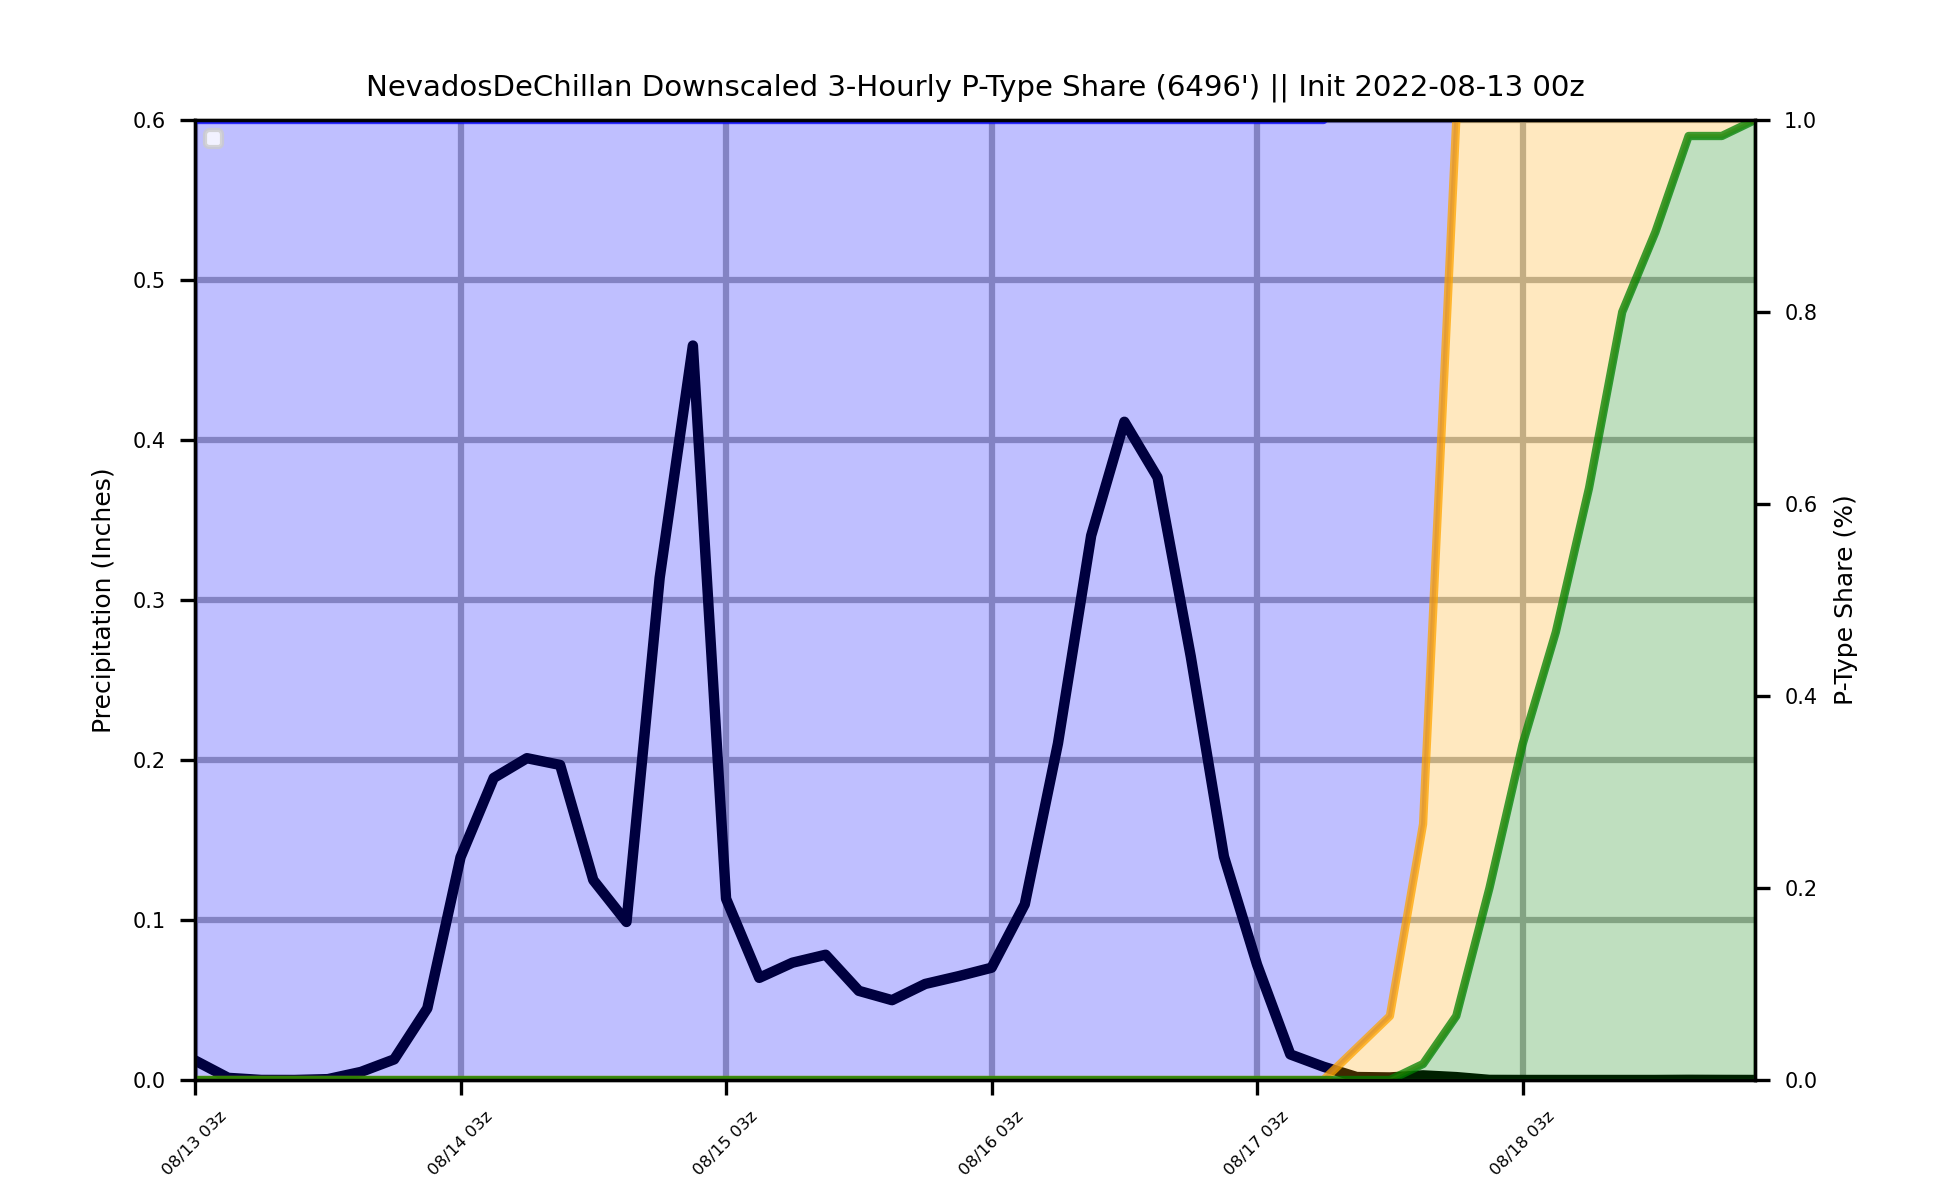 NevadosDeChillan Downscaled 3-Hourly P-Type Share (6496') || Init 2022-08-13 00z
Precipitation (Inches)
0.6
0.5
0.4
0.3
0.2
0.1
0.0
1.0
0.8
0.6
0.4
0.2
0.0
P-Type Share (%)
08/13 03z
08/14 03z
08/15 03z
08/16 03z
08/17 03z
08/18 03z